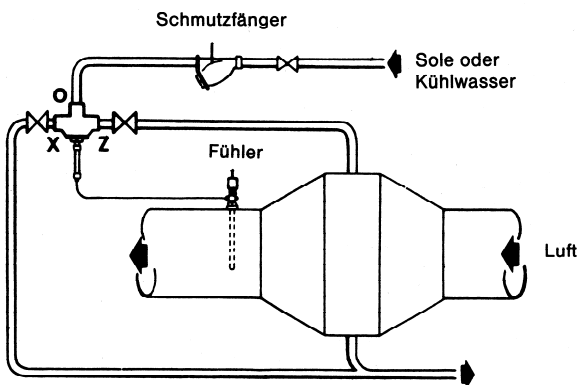 Schmutzfänger
Sole oder
Kühlwasser
O
X
Z
Fühler
Luft